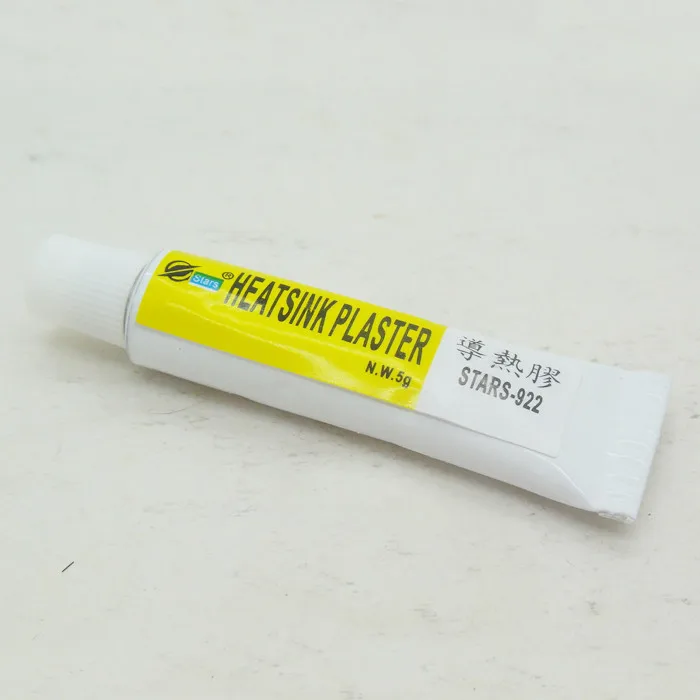 Stars® HEATSINK PLASTER
N.W.5g
導熱膠
STARS-922